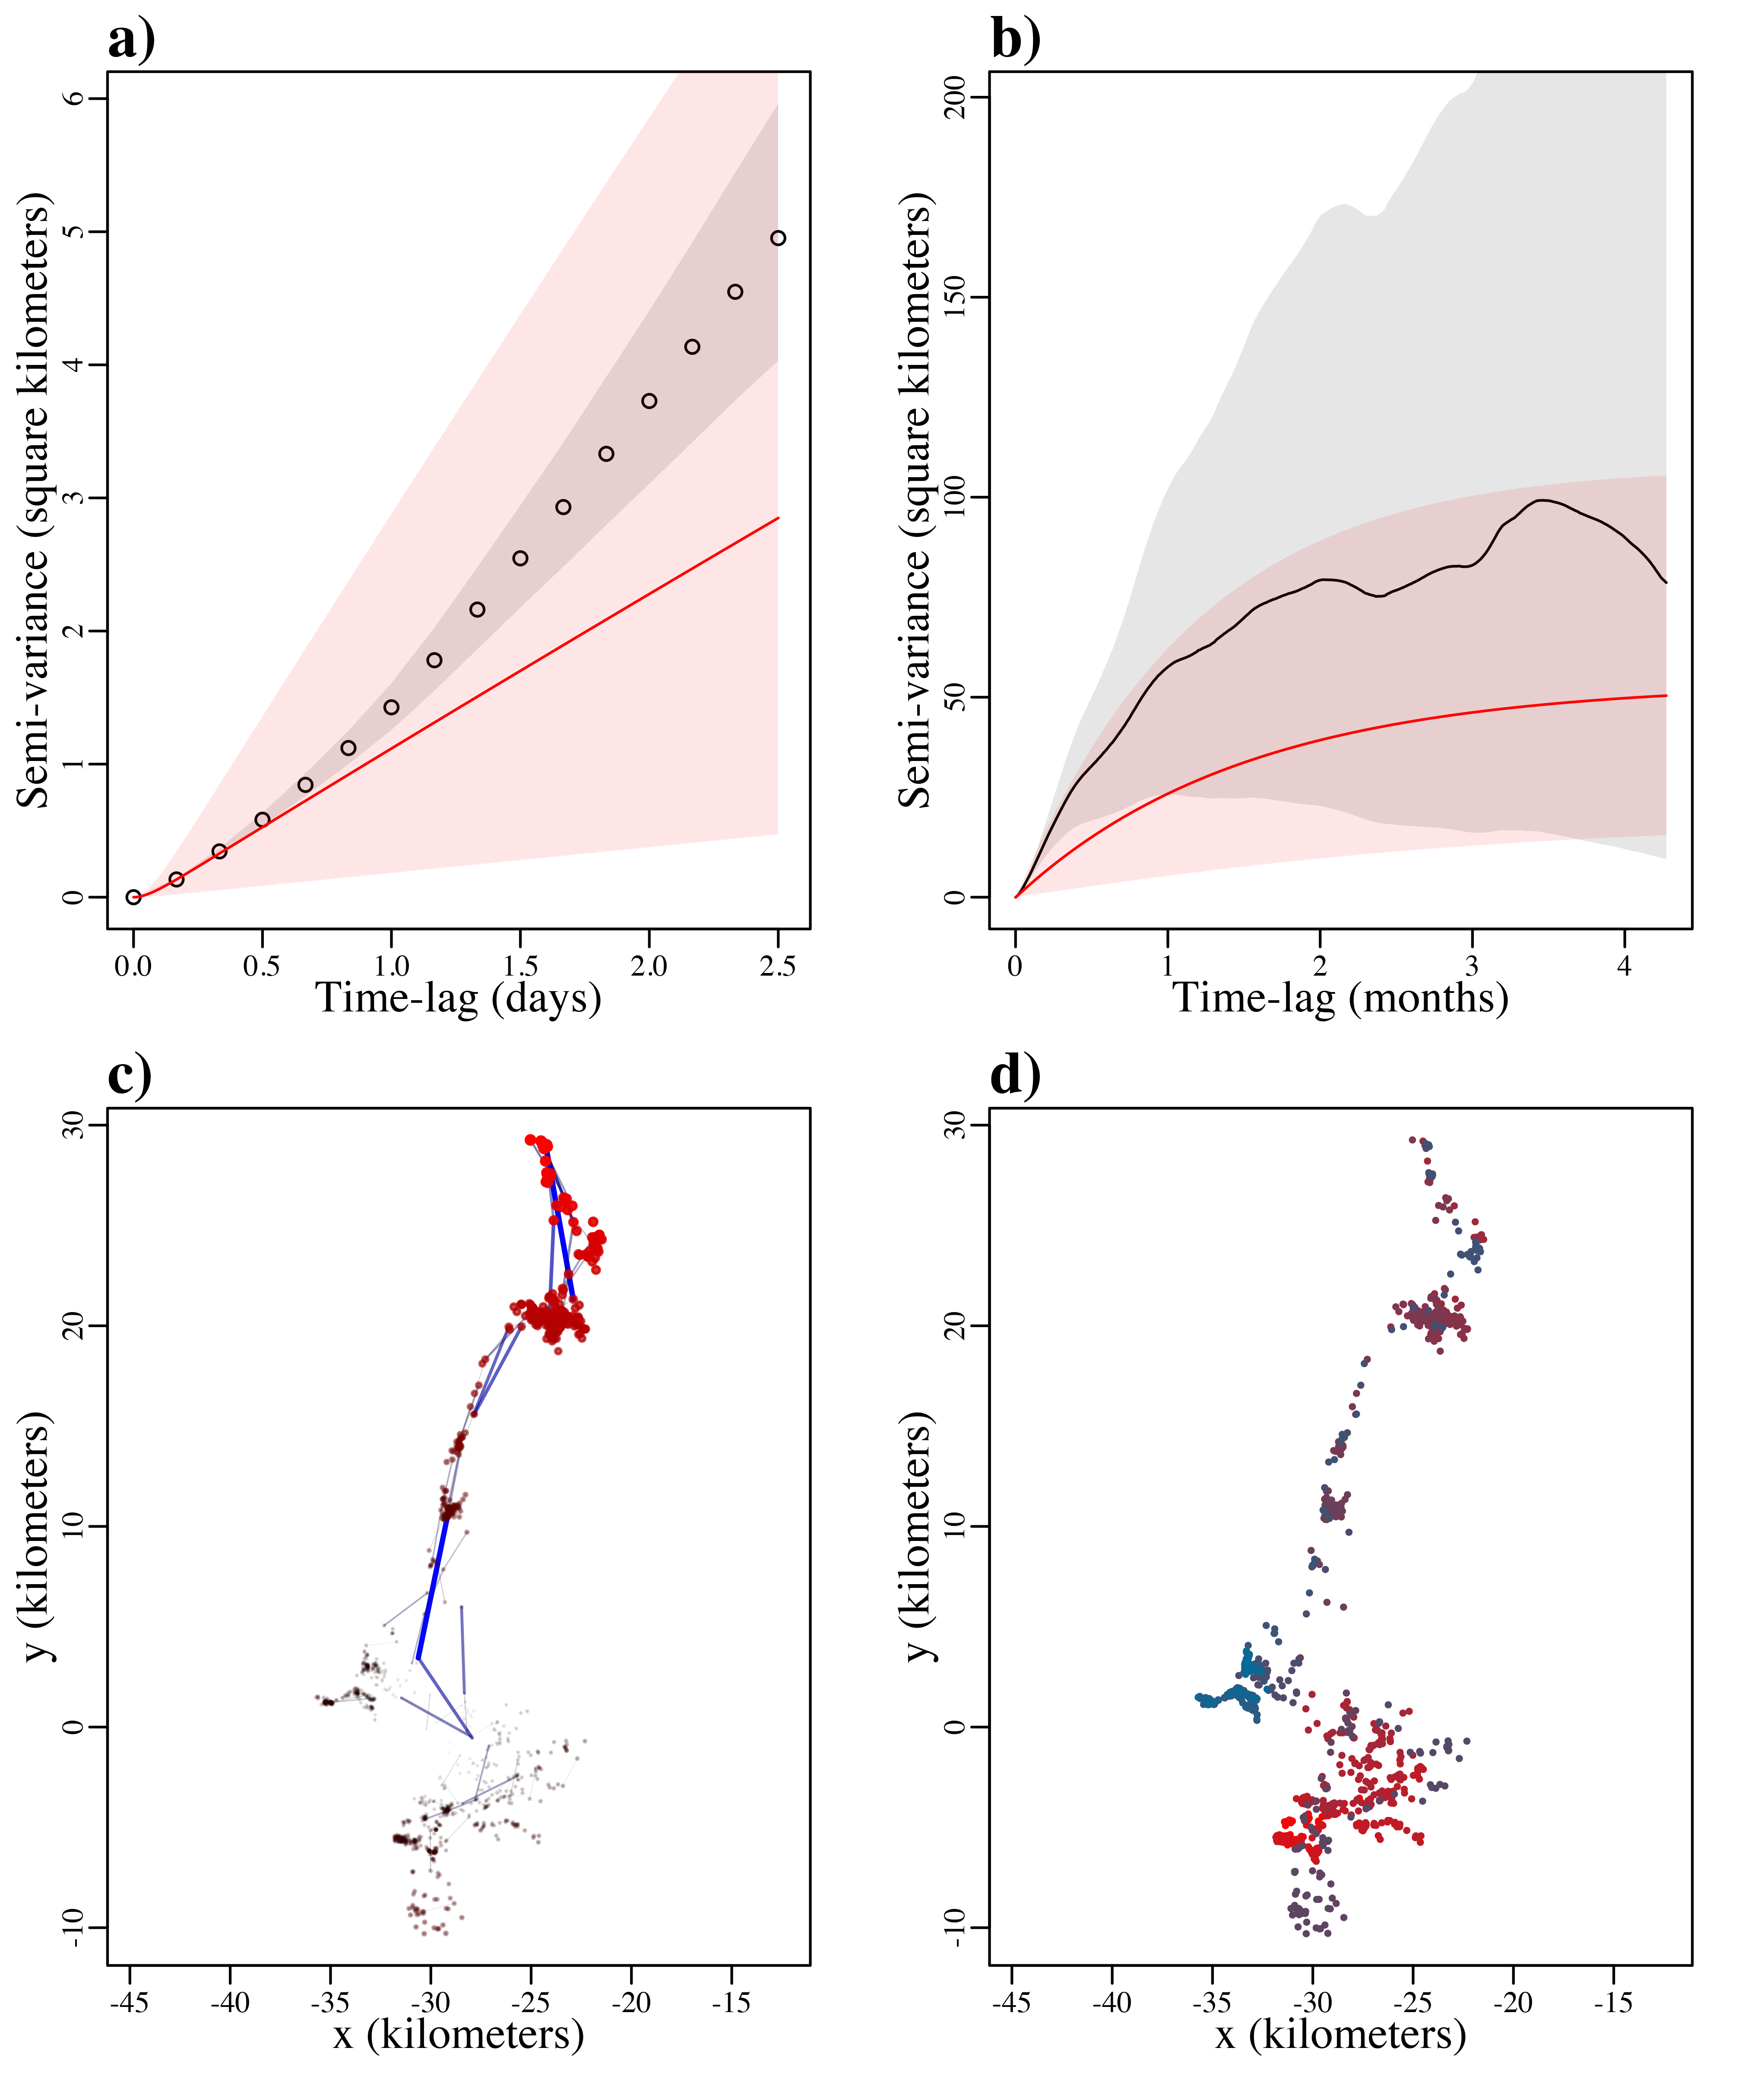 a)
Semi-variance (square kilometers)
6
5
4
3
2
1
0
0.0 0.5 1.0 1.5 2.0 2.5
Time-lag (days)
b)
Semi-variance (square kilometers)
200
150
100
50
0
0 1 2 3 4
Time-lag (months)
c)
y (kilometers)
30
20
10
0
-10
-45 -40 -35 -30 -25 -20 -15
x (kilometers)
d)
y (kilometers)
30
20
10
0
-10
-45 -40 -35 -30 -25 -20 -15
x (kilometers)